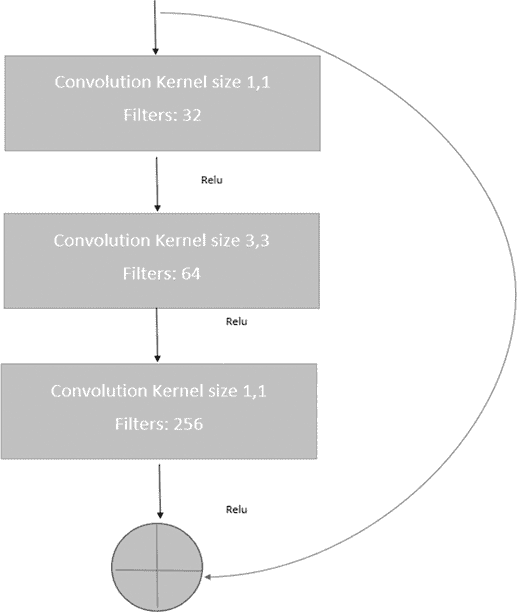 Convolution Kernel size 1,1
Filters: 32
Relu
Convolution Kernel size 3,3
Filters: 64
Relu
Convolution Kernel size 1,1
Filters: 256
Relu